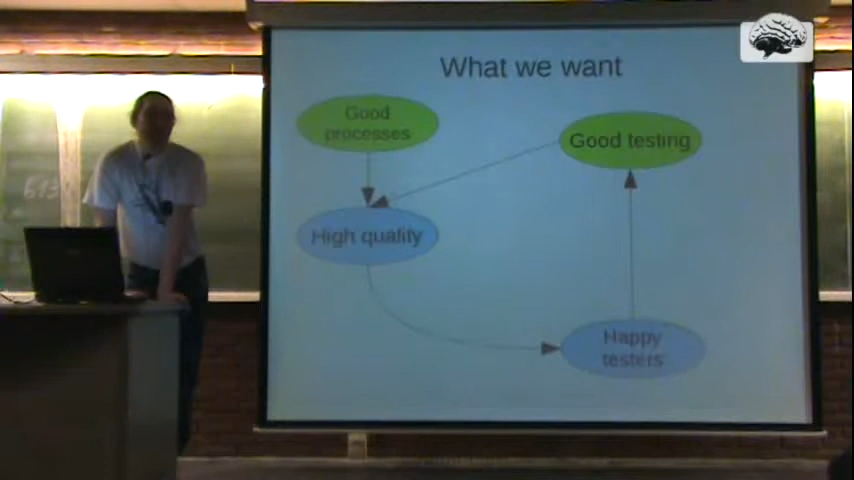 What we want
Good
processes
Good testing
High quality
Happy
testers